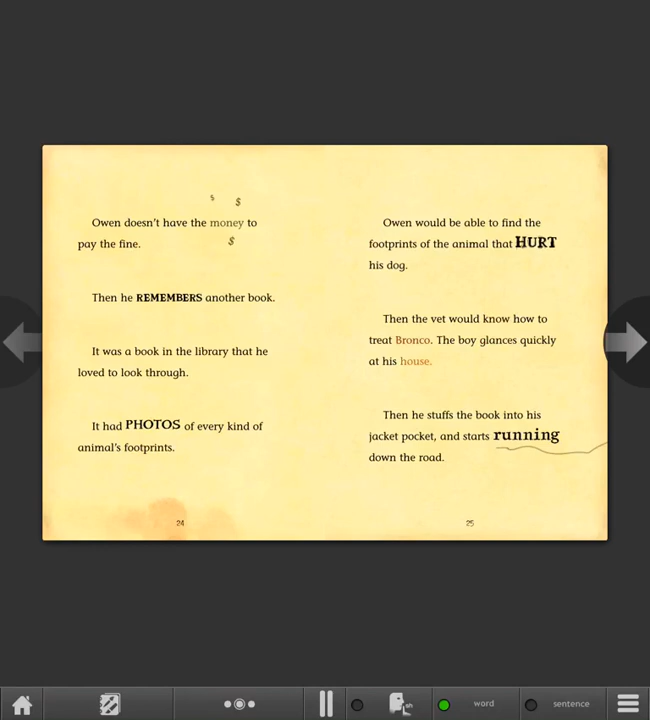 $ $
Owen doesn't have the money to
pay the fine.
$
Then he REMEMBERS another book.
It was a book in the library that he
loved to look through.
It had PHOTOS of every kind of
animal's footprints.
24
Owen would be able to find the
footprints of the animal that HURT
his dog.
Then the vet would know how to
treat Bronco. The boy glances quickly
at his house.
Then he stuffs the book into his
jacket pocket, and starts running
down the road.
25
word
sentence